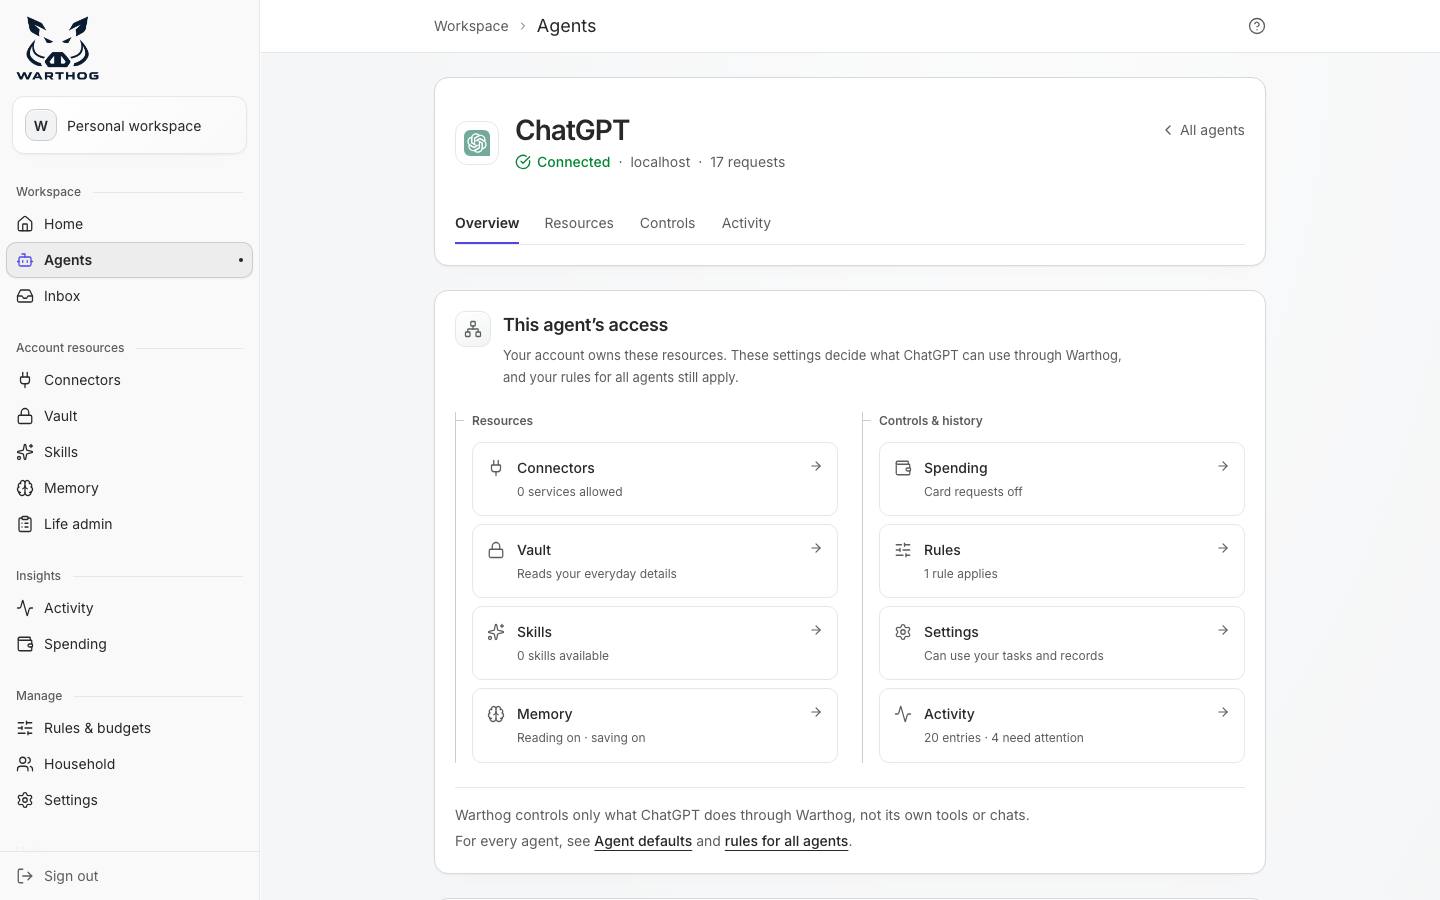 WARTHOG
W Personal workspace
Workspace
Home
Agents
Inbox
Account resources
Connectors
Vault
Skills
Memory
Life admin
Insights
Activity
Spending
Manage
Rules & budgets
Household
Settings
Sign out
Workspace > Agents
ChatGPT
All agents
Connected · localhost · 17 requests
Overview Resources Controls Activity
This agent’s access
Your account owns these resources. These settings decide what ChatGPT can use through Warthog,
and your rules for all agents still apply.
Resources
Connectors
0 services allowed
Vault
Reads your everyday details
Skills
0 skills available
Memory
Reading on · saving on
Controls & history
Spending
Card requests off
Rules
1 rule applies
Settings
Can use your tasks and records
Activity
20 entries · 4 need attention
Warthog controls only what ChatGPT does through Warthog, not its own tools or chats.
For every agent, see Agent defaults and rules for all agents.